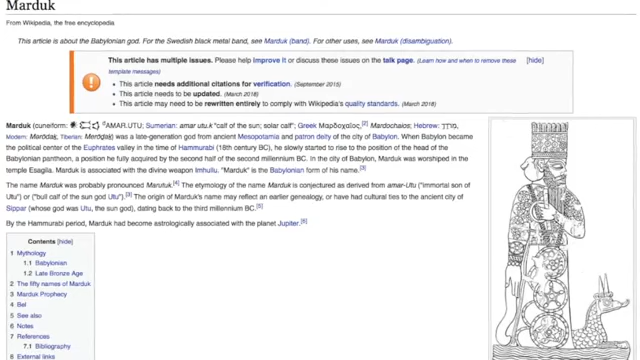 Marduk
From Wikipedia, the free encyclopedia
This article is about the Babylonian god. For the Swedish black metal band, see Marduk (band). For other uses, see Marduk (disambiguation).
This article has multiple issues. Please help improve it or discuss these issues on the talk page. (Learn how and when to remove these [hide]
template messages)
• This article needs additional citations for verification. (September 2015)
• This article needs to be updated. (March 2018)
• This article may need to be rewritten entirely to comply with Wikipedia's quality standards. (March 2018)
Marduk (cuneiform: ᵈAMAR.UTU; Sumerian: amar utu.k "calf of the sun; solar calf"; Greek Μαρδοχαῖος,[2] Mardochaios; Hebrew: מְרֹדַךְ,
Modern: Merōdaḵ, Tiberian: Merōḏaḵ) was a late-generation god from ancient Mesopotamia and patron deity of the city of Babylon. When Babylon became
the political center of the Euphrates valley in the time of Hammurabi (18th century BC), he slowly started to rise to the position of the head of the
Babylonian pantheon, a position he fully acquired by the second half of the second millennium BC. In the city of Babylon, Marduk was worshiped in the
temple Esagila. Marduk is associated with the divine weapon Imhullu. "Marduk" is the Babylonian form of his name.[3]
The name Marduk was probably pronounced Marutuk.[4] The etymology of the name Marduk is conjectured as derived from amar-Utu ("immortal son of
Utu") or ("bull calf of the sun god Utu").[3] The origin of Marduk's name may reflect an earlier genealogy, or have had cultural ties to the ancient city of
Sippar (whose god was Utu, the sun god), dating back to the third millennium BC.[5]
By the Hammurabi period, Marduk had become astrologically associated with the planet Jupiter.[6]
Contents [hide]
1 Mythology
1.1 Babylonian
1.2 Late Bronze Age
2 The fifty names of Marduk
3 Marduk Prophecy
4 Bel
5 See also
6 Notes
7 References
7.1 Bibliography
8 External links